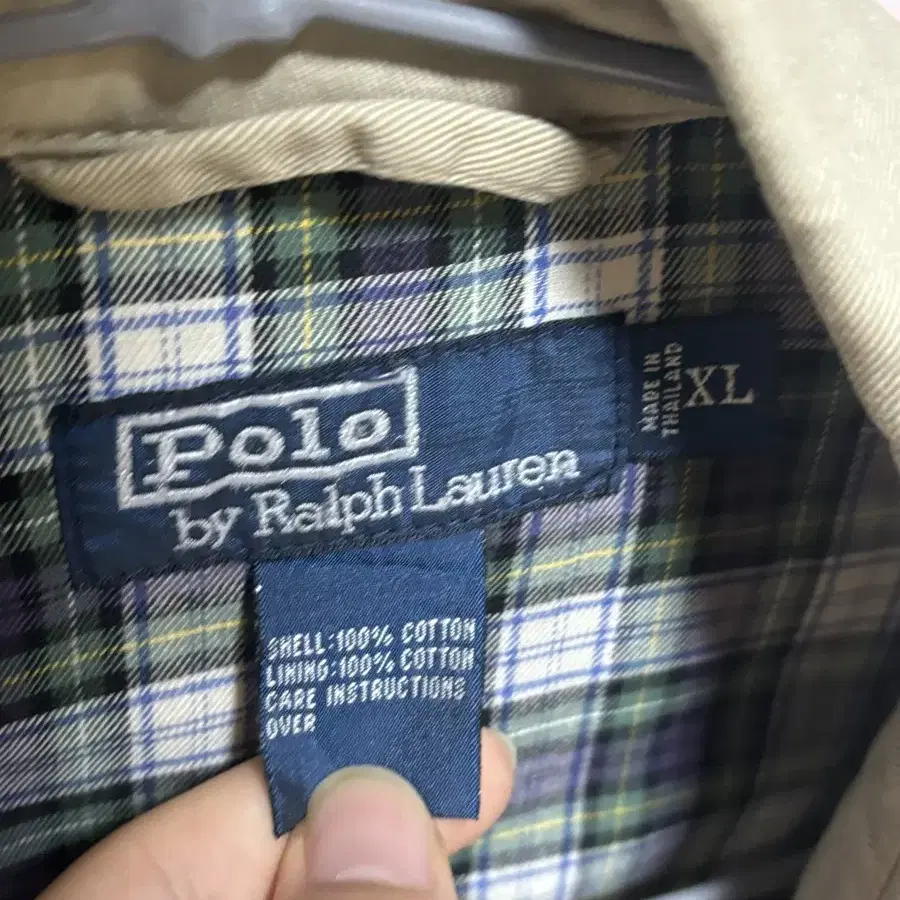 Polo
by Ralph Lauren
MADE IN
THAILAND
XL
SHELL:100% COTTON
LINING:100% COTTON
CARE INSTRUCTIONS
OVER